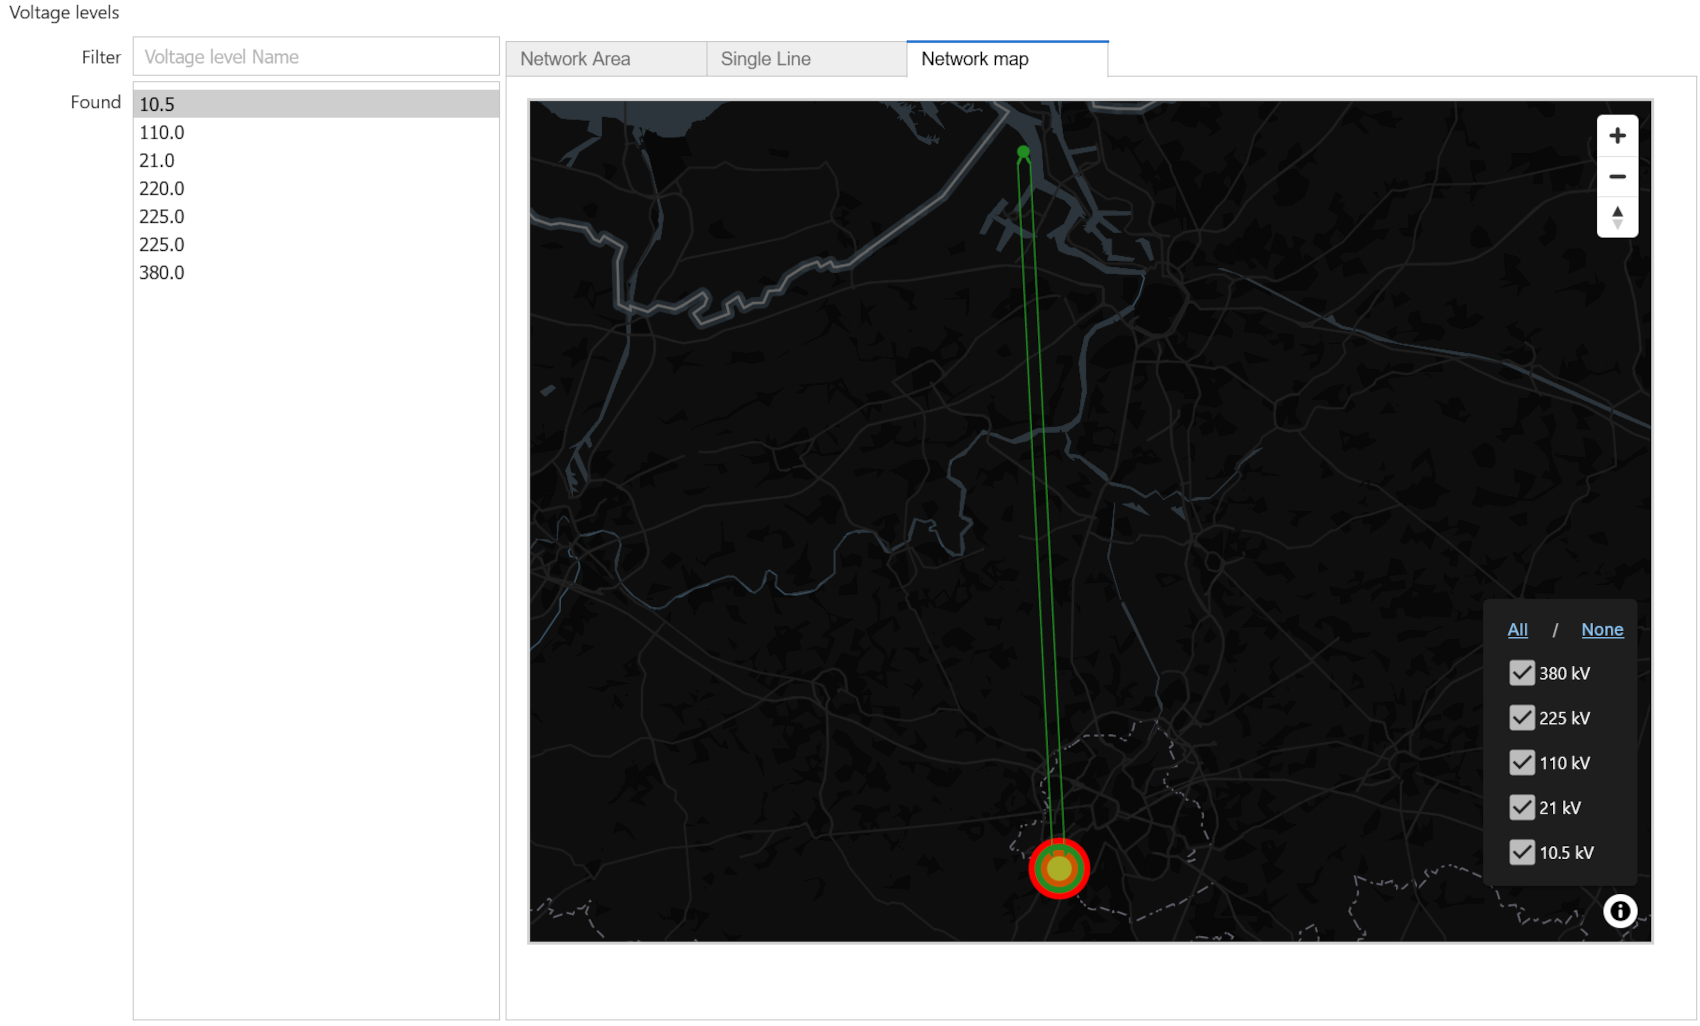 Voltage levels
Filter
Voltage level Name
Found
10.5
110.0
21.0
220.0
225.0
225.0
380.0
Network Area
Single Line
Network map
All / None
380 kV
225 kV
110 kV
21 kV
10.5 kV